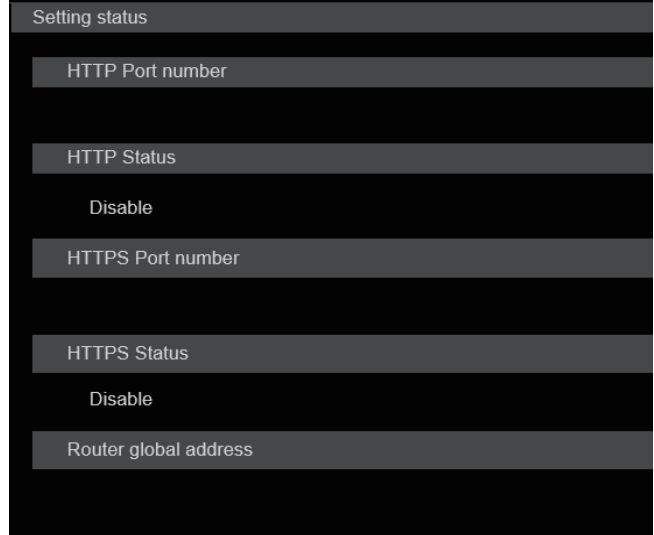 Setting status
HTTP Port number
HTTP Status
Disable
HTTPS Port number
HTTPS Status
Disable
Router global address